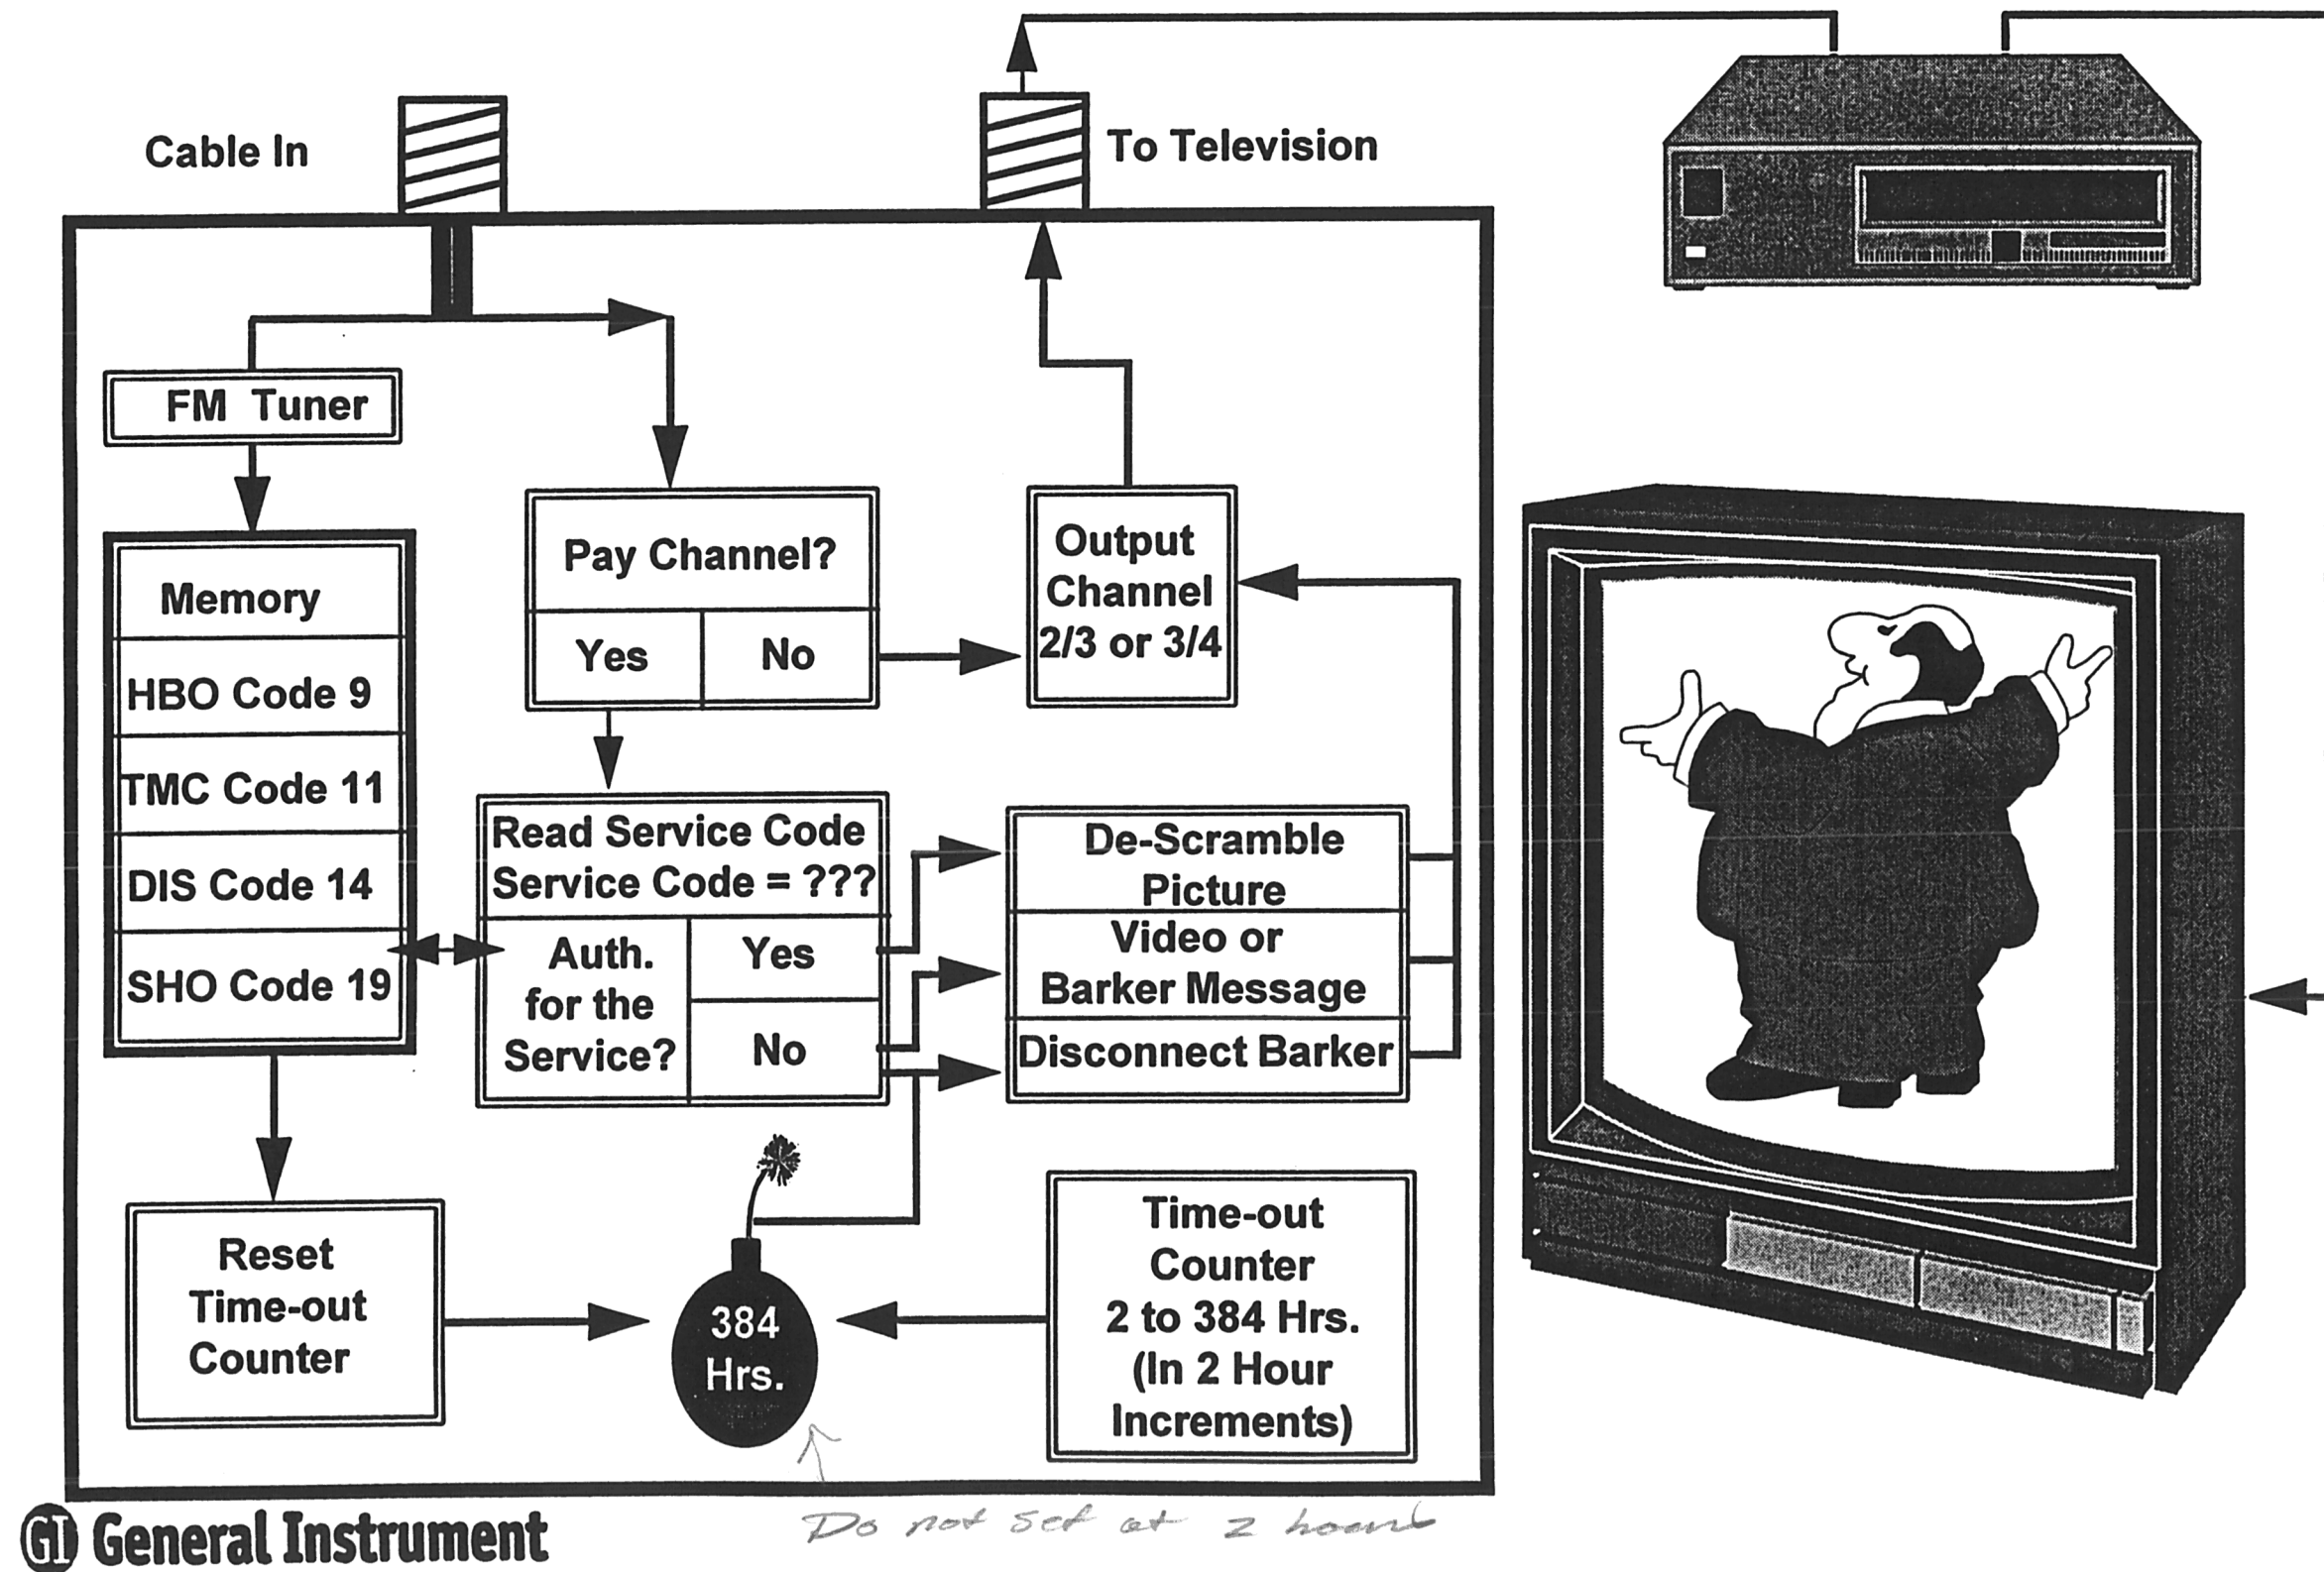 Cable In
To Television
FM Tuner
Memory
HBO Code 9
TMC Code 11
DIS Code 14
SHO Code 19
Pay Channel?
Yes
No
Output
Channel
2/3 or 3/4
Read Service Code
Service Code = ???
Auth.
for the
Service?
Yes
No
De-Scramble
Picture
Video or
Barker Message
Disconnect Barker
Reset
Time-out
Counter
384
Hrs.
Time-out
Counter
2 to 384 Hrs.
(In 2 Hour
Increments)
GI General Instrument
Do not set at 2 hours